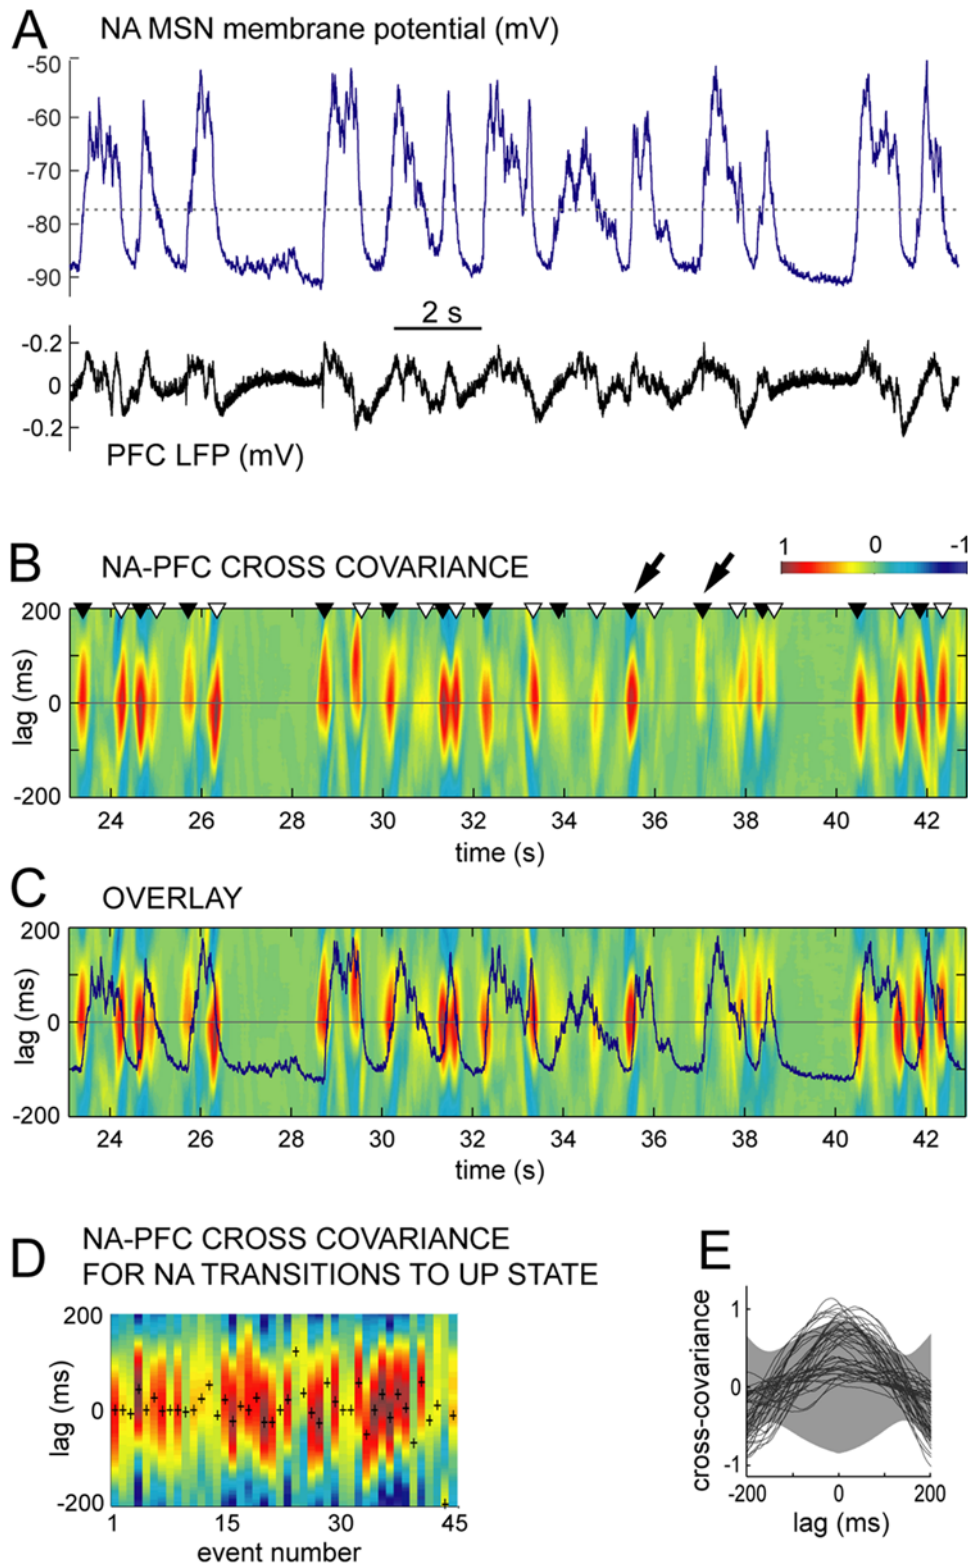 A
NA MSN membrane potential (mV)
-50
-60
-70
-80
-90
2 s
-0.2
0
-0.2
PFC LFP (mV)
B
NA-PFC CROSS COVARIANCE
1 0 -1
200
0
-200
lag (ms)
24 26 28 30 32 34 36 38 40 42
time (s)
C
OVERLAY
200
0
-200
lag (ms)
24 26 28 30 32 34 36 38 40 42
time (s)
D
NA-PFC CROSS COVARIANCE
FOR NA TRANSITIONS TO UP STATE
200
0
-200
lag (ms)
1 15 30 45
event number
E
cross-covariance
1
0
-1
-200 0 200
lag (ms)